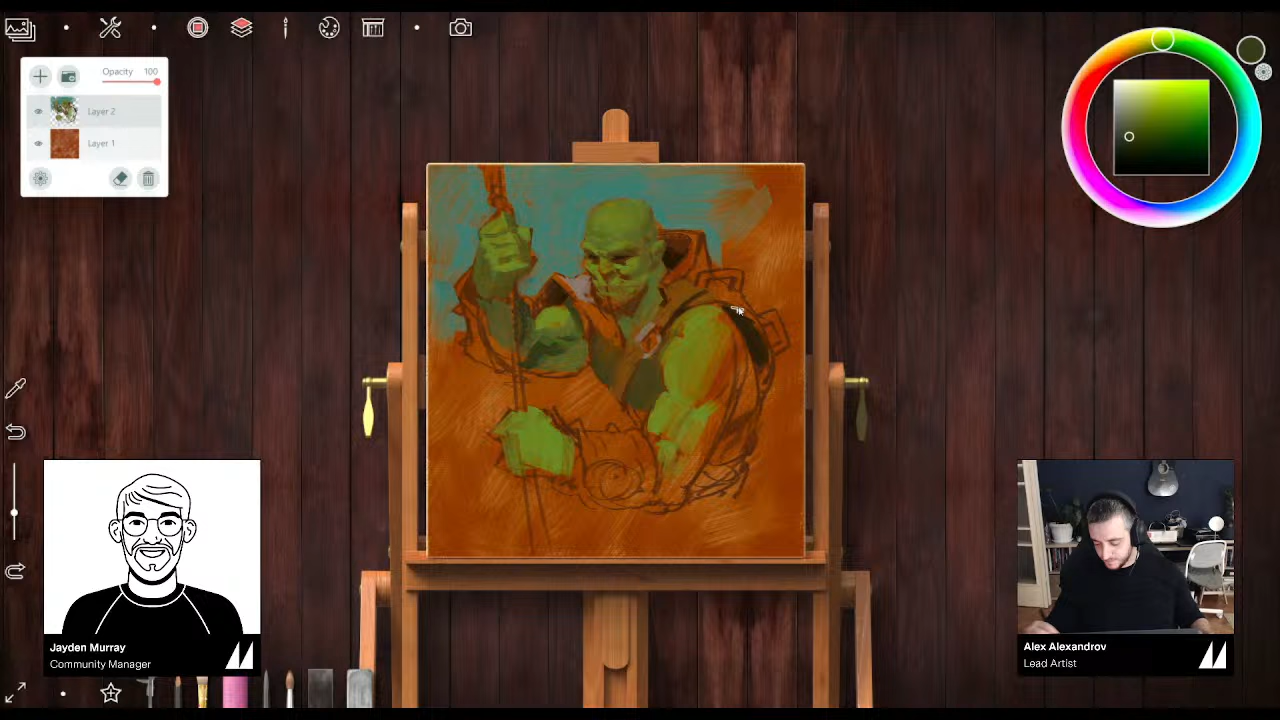 Opacity 100
Layer 2
Layer 1
Jayden Murray
Community Manager
Alex Alexandrov
Lead Artist